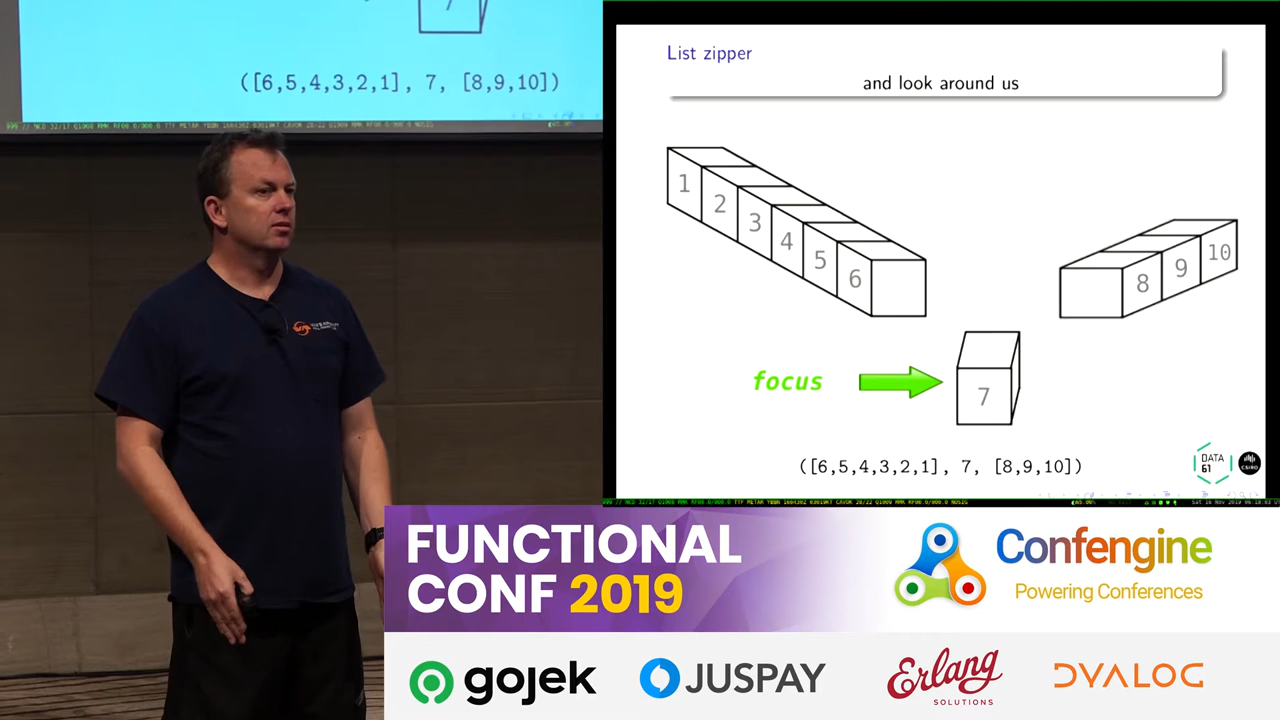 7
([6,5,4,3,2,1], 7, [8,9,10])
List zipper
and look around us
1
2
3
4
5
6
8
9
10
focus
7
([6,5,4,3,2,1], 7, [8,9,10])
DATA
61
CSIRO
FUNCTIONAL
CONF 2019
Confengine
Powering Conferences
gojek
JUSPAY
Erlang
SOLUTIONS
DYALOG